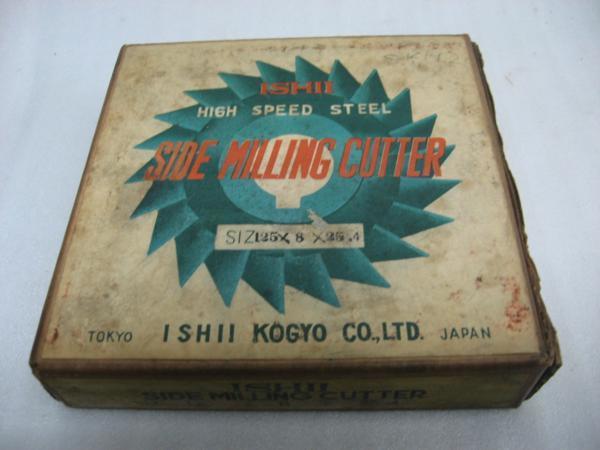 ISHII
HIGH SPEED STEEL
SIDE MILLING CUTTER
SIZ 125 × 8 × 25.4
TOKYO ISHII KOGYO CO.,LTD. JAPAN
ISHII
SIDE MILLING CUTTER